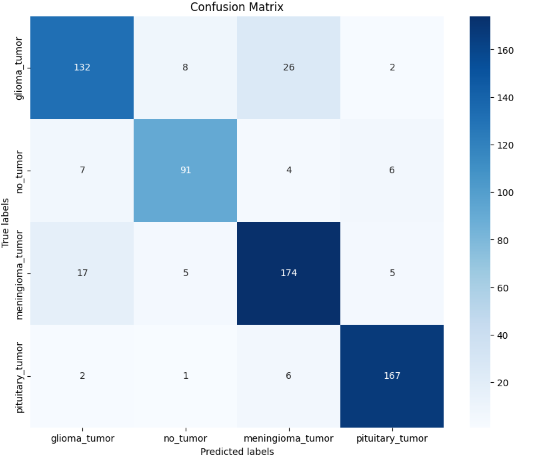 Confusion Matrix
glioma_tumor
132 8 26 2
no_tumor
7 91 4 6
meningioma_tumor
17 5 174 5
pituitary_tumor
2 1 6 167
True labels
glioma_tumor no_tumor meningioma_tumor pituitary_tumor
Predicted labels
160
140
120
100
80
60
40
20